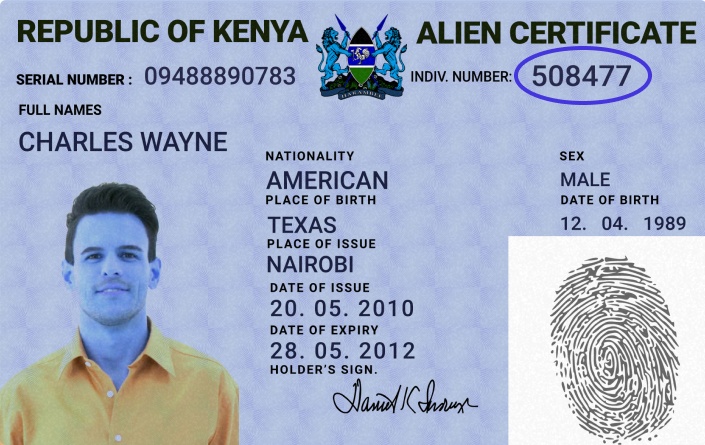 REPUBLIC OF KENYA ALIEN CERTIFICATE
SERIAL NUMBER : 09488890783 INDIV. NUMBER: 508477
HARAMBEE
FULL NAMES
CHARLES WAYNE
NATIONALITY SEX
AMERICAN MALE
PLACE OF BIRTH DATE OF BIRTH
TEXAS 12. 04. 1989
PLACE OF ISSUE
NAIROBI
DATE OF ISSUE
20. 05. 2010
DATE OF EXPIRY
28. 05. 2012
HOLDER'S SIGN.